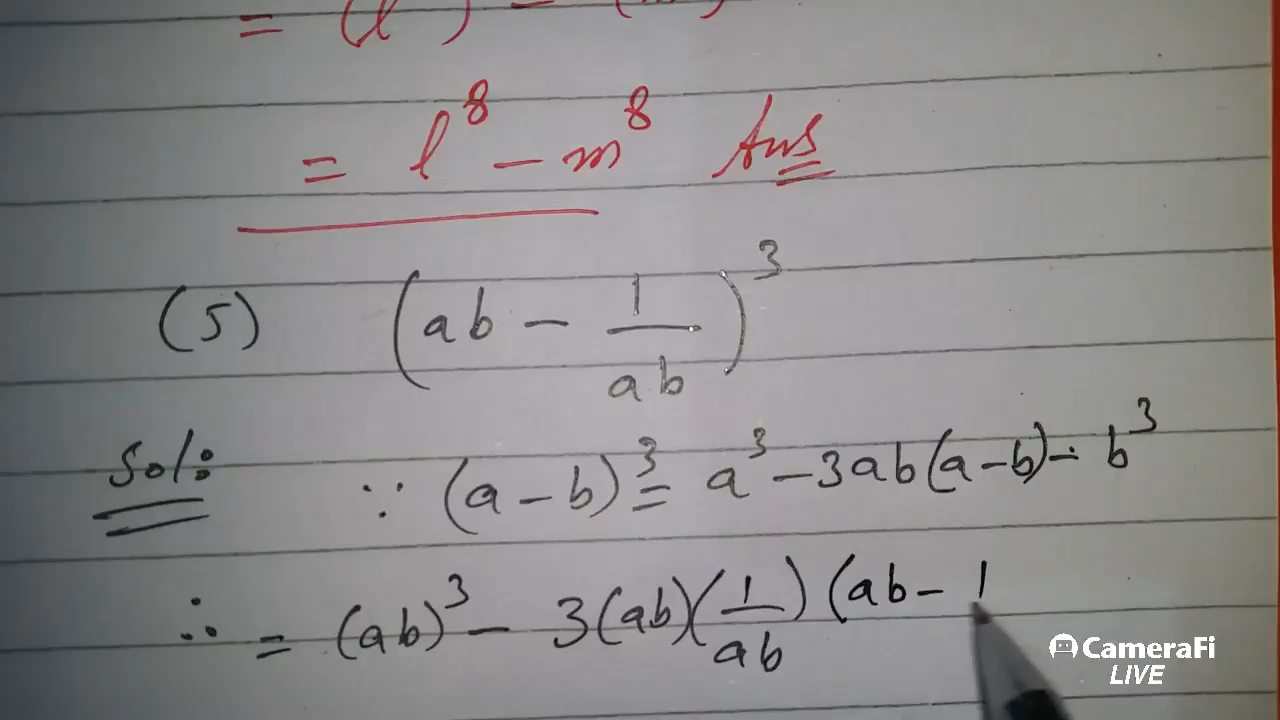 = l⁸ - m⁸ Ans
(5) (ab - 1/ab)³
Sol: ∵ (a - b)³ = a³ - 3ab(a - b) - b³
∴ = (ab)³ - 3(ab)(1/ab)(ab - 1
CameraFi
LIVE